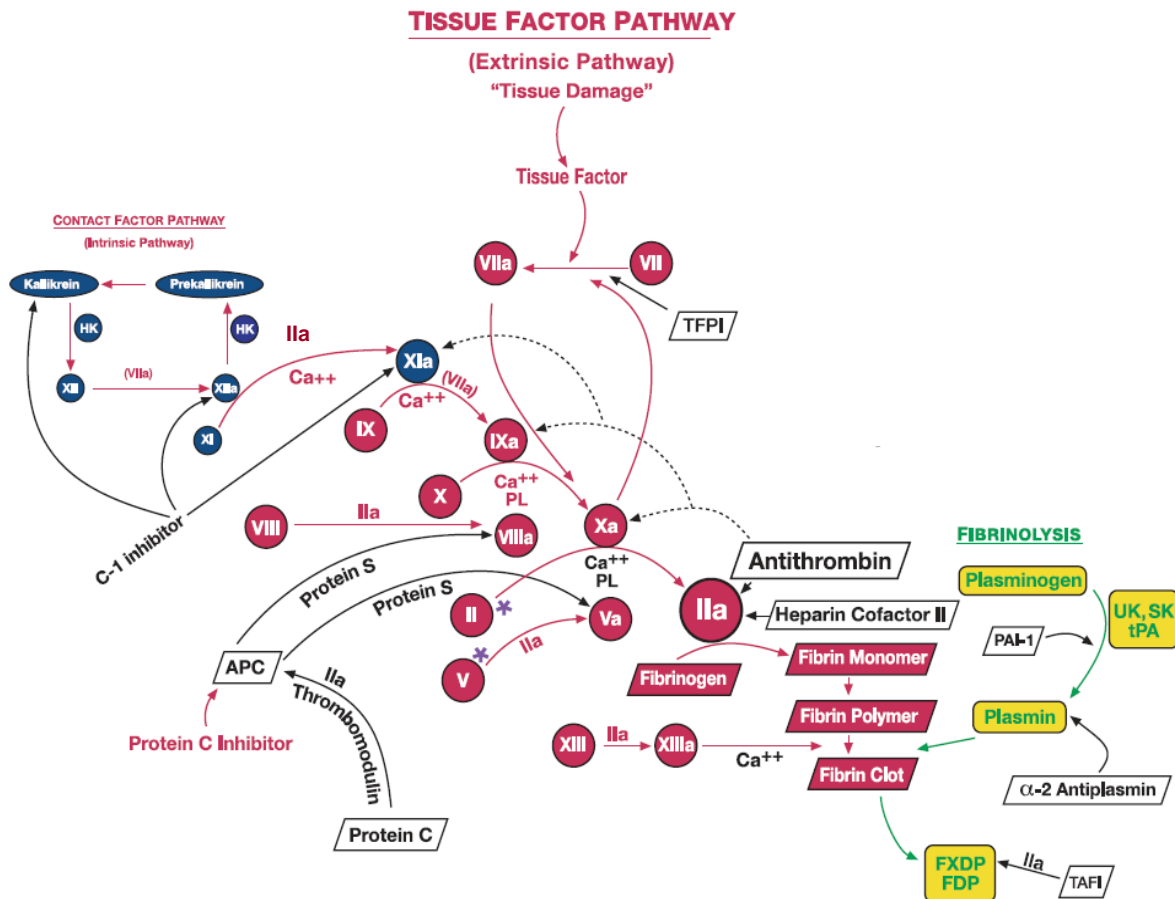 TISSUE FACTOR PATHWAY
(Extrinsic Pathway)
“Tissue Damage”
Tissue Factor
CONTACT FACTOR PATHWAY
(Intrinsic Pathway)
Kallikrein
Prekallikrein
HK
HK
XII
(VIIa)
XIIa
XI
IIa
Ca++
VIIa
VII
TFPI
XIa
(VIIa)
Ca++
IX
IXa
X
Ca++
PL
Xa
C-1 inhibitor
VIII
IIa
VIIIa
Protein S
Protein S
Ca++
PL
II
*
Va
*
V
IIa
IIa
Antithrombin
Heparin Cofactor II
APC
IIa
Thrombomodulin
Protein C Inhibitor
Protein C
Fibrinogen
Fibrin Monomer
Fibrin Polymer
XIII
IIa
XIIIa
Ca++
Fibrin Clot
FIBRINOLYSIS
Plasminogen
UK, SK
tPA
PAI-1
Plasmin
α-2 Antiplasmin
FXDP
FDP
IIa
TAFI